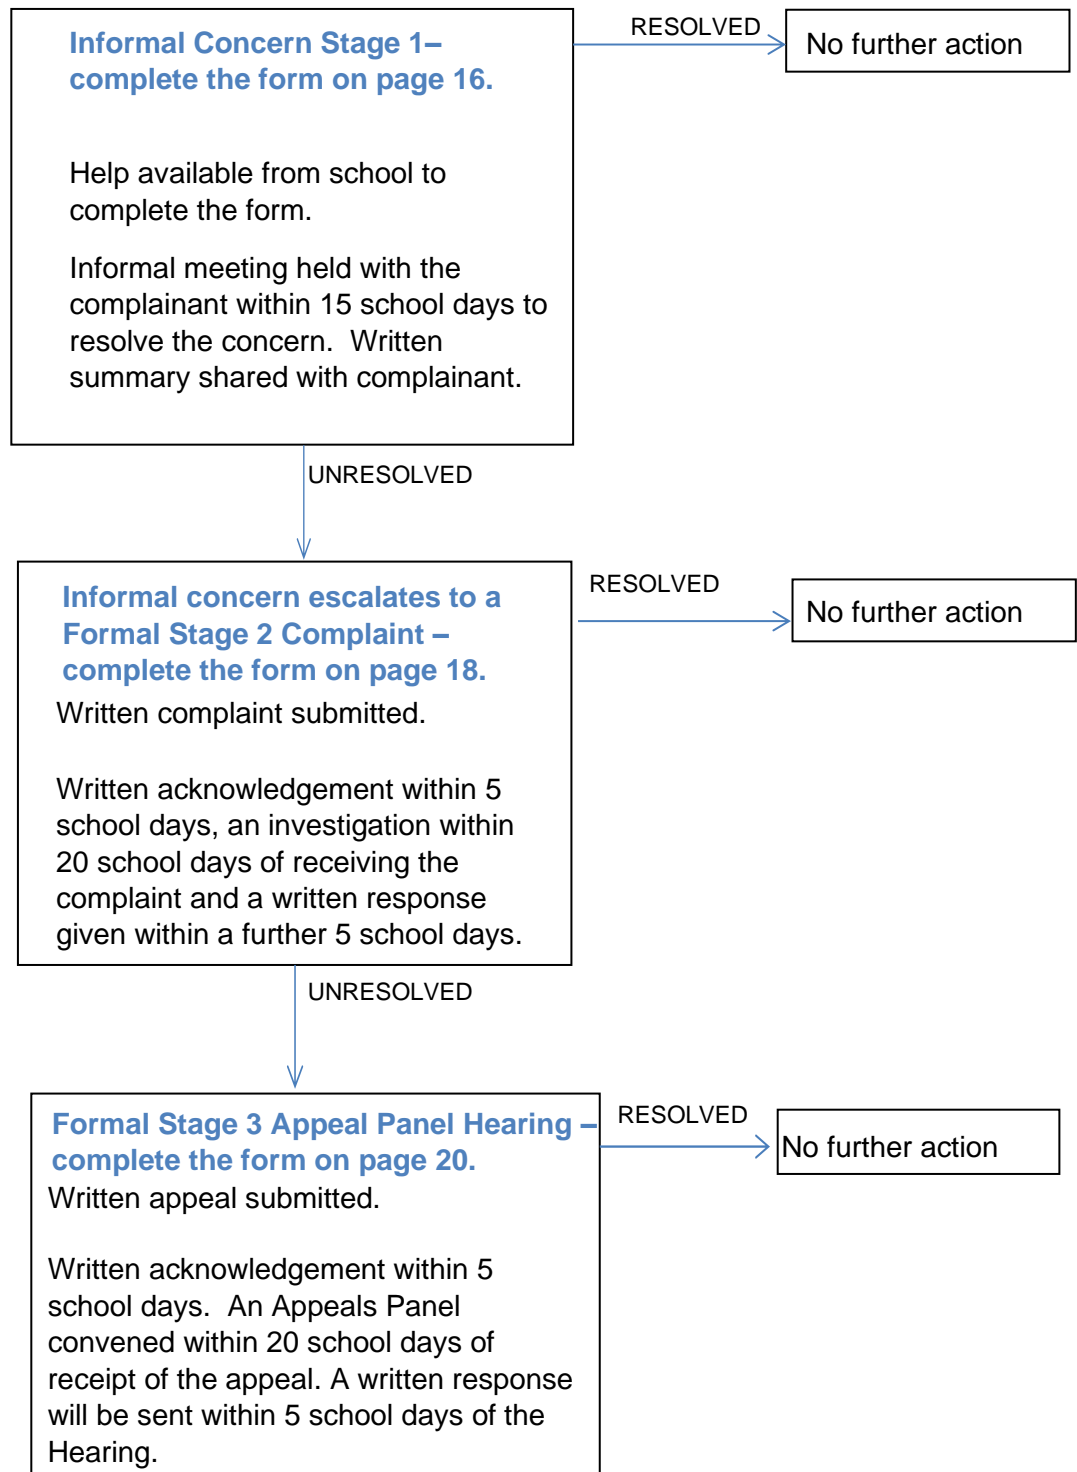 Informal Concern Stage 1–
complete the form on page 16.
Help available from school to
complete the form.
Informal meeting held with the
complainant within 15 school days to
resolve the concern.  Written
summary shared with complainant.
RESOLVED
No further action
UNRESOLVED
Informal concern escalates to a
Formal Stage 2 Complaint –
complete the form on page 18.
Written complaint submitted.
Written acknowledgement within 5
school days, an investigation within
20 school days of receiving the
complaint and a written response
given within a further 5 school days.
RESOLVED
No further action
UNRESOLVED
Formal Stage 3 Appeal Panel Hearing –
complete the form on page 20.
Written appeal submitted.
Written acknowledgement within 5
school days.  An Appeals Panel
convened within 20 school days of
receipt of the appeal. A written response
will be sent within 5 school days of the
Hearing.
RESOLVED
No further action